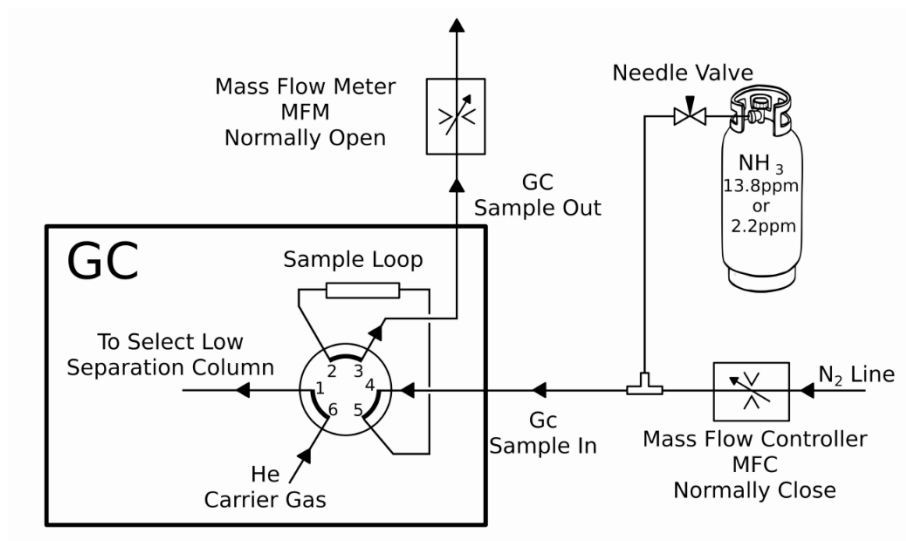 Mass Flow Meter
MFM
Normally Open
Needle Valve
NH3
13.8ppm
or
2.2ppm
GC
Sample Out
GC
Sample Loop
To Select Low
Separation Column
2
3
1
4
6
5
He
Carrier Gas
Gc
Sample In
N2 Line
Mass Flow Controller
MFC
Normally Close